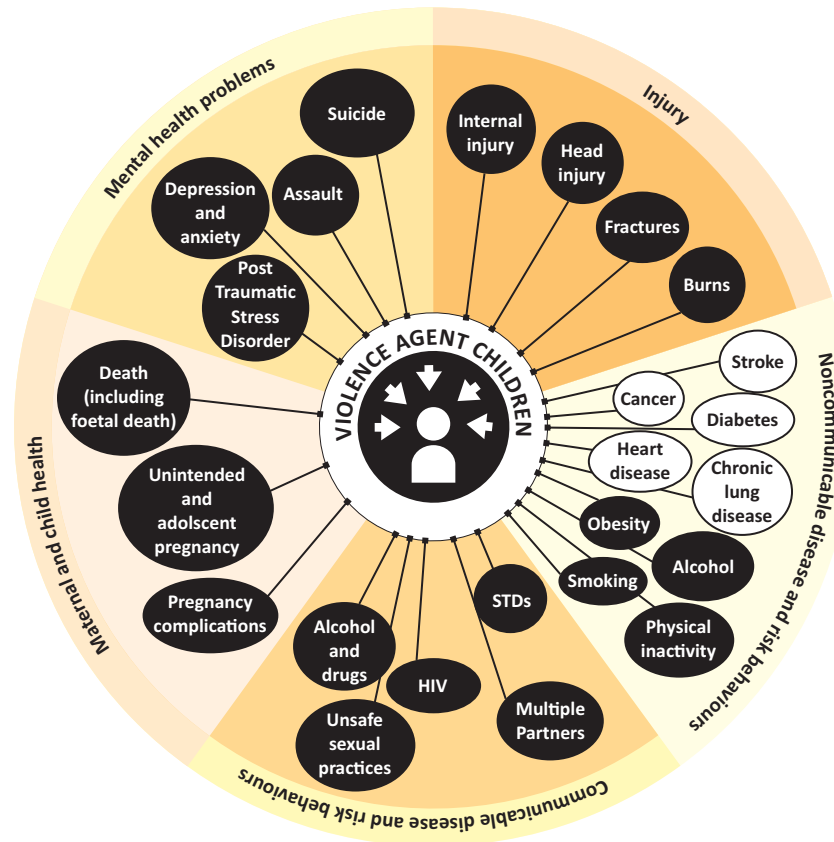 Mental health problems
Suicide
Assault
Depression
and
anxiety
Post
Traumatic
Stress
Disorder
Injury
Internal
injury
Head
injury
Fractures
Burns
Noncommunicable disease and risk behaviours
Stroke
Cancer
Diabetes
Heart
disease
Chronic
lung
disease
Obesity
Alcohol
Smoking
Physical
inactivity
Communicable disease and risk behaviours
STDs
Multiple
Partners
HIV
Alcohol
and
drugs
Unsafe
sexual
practices
Maternal and child health
Death
(including
foetal death)
Unintended
and
adolscent
pregnancy
Pregnancy
complications
VIOLENCE AGENT CHILDREN